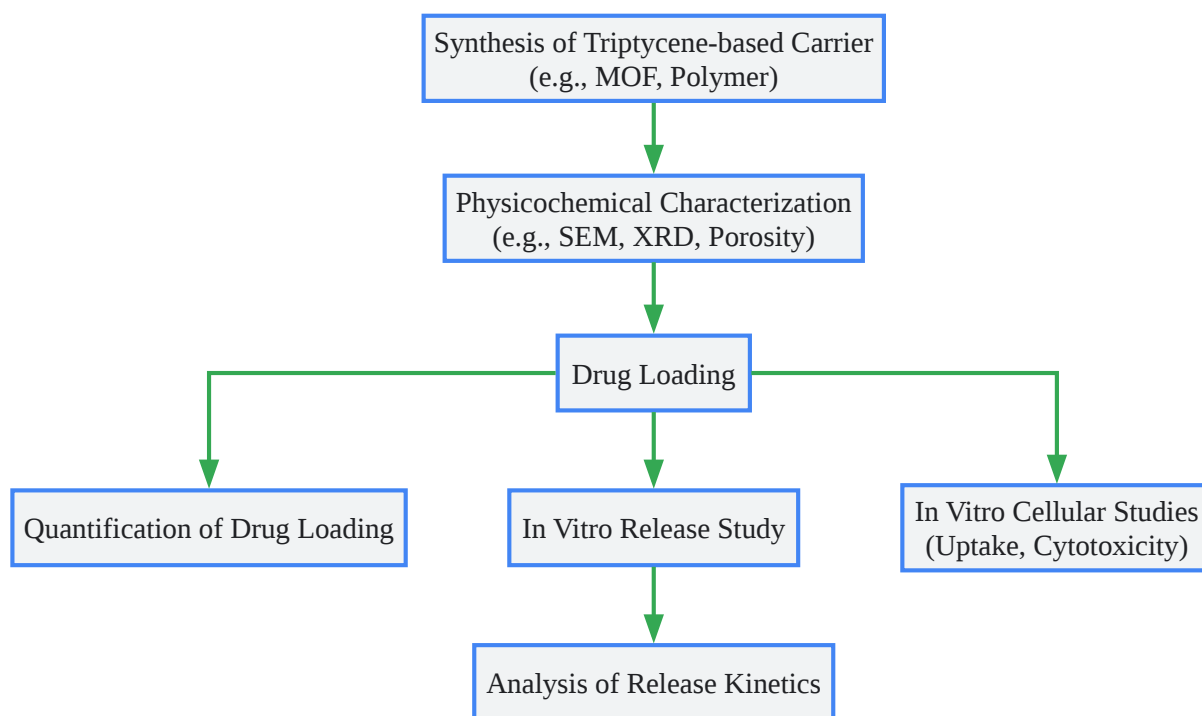 Synthesis of Triptycene-based Carrier
(e.g., MOF, Polymer)
Physicochemical Characterization
(e.g., SEM, XRD, Porosity)
Drug Loading
Quantification of Drug Loading
In Vitro Release Study
In Vitro Cellular Studies
(Uptake, Cytotoxicity)
Analysis of Release Kinetics